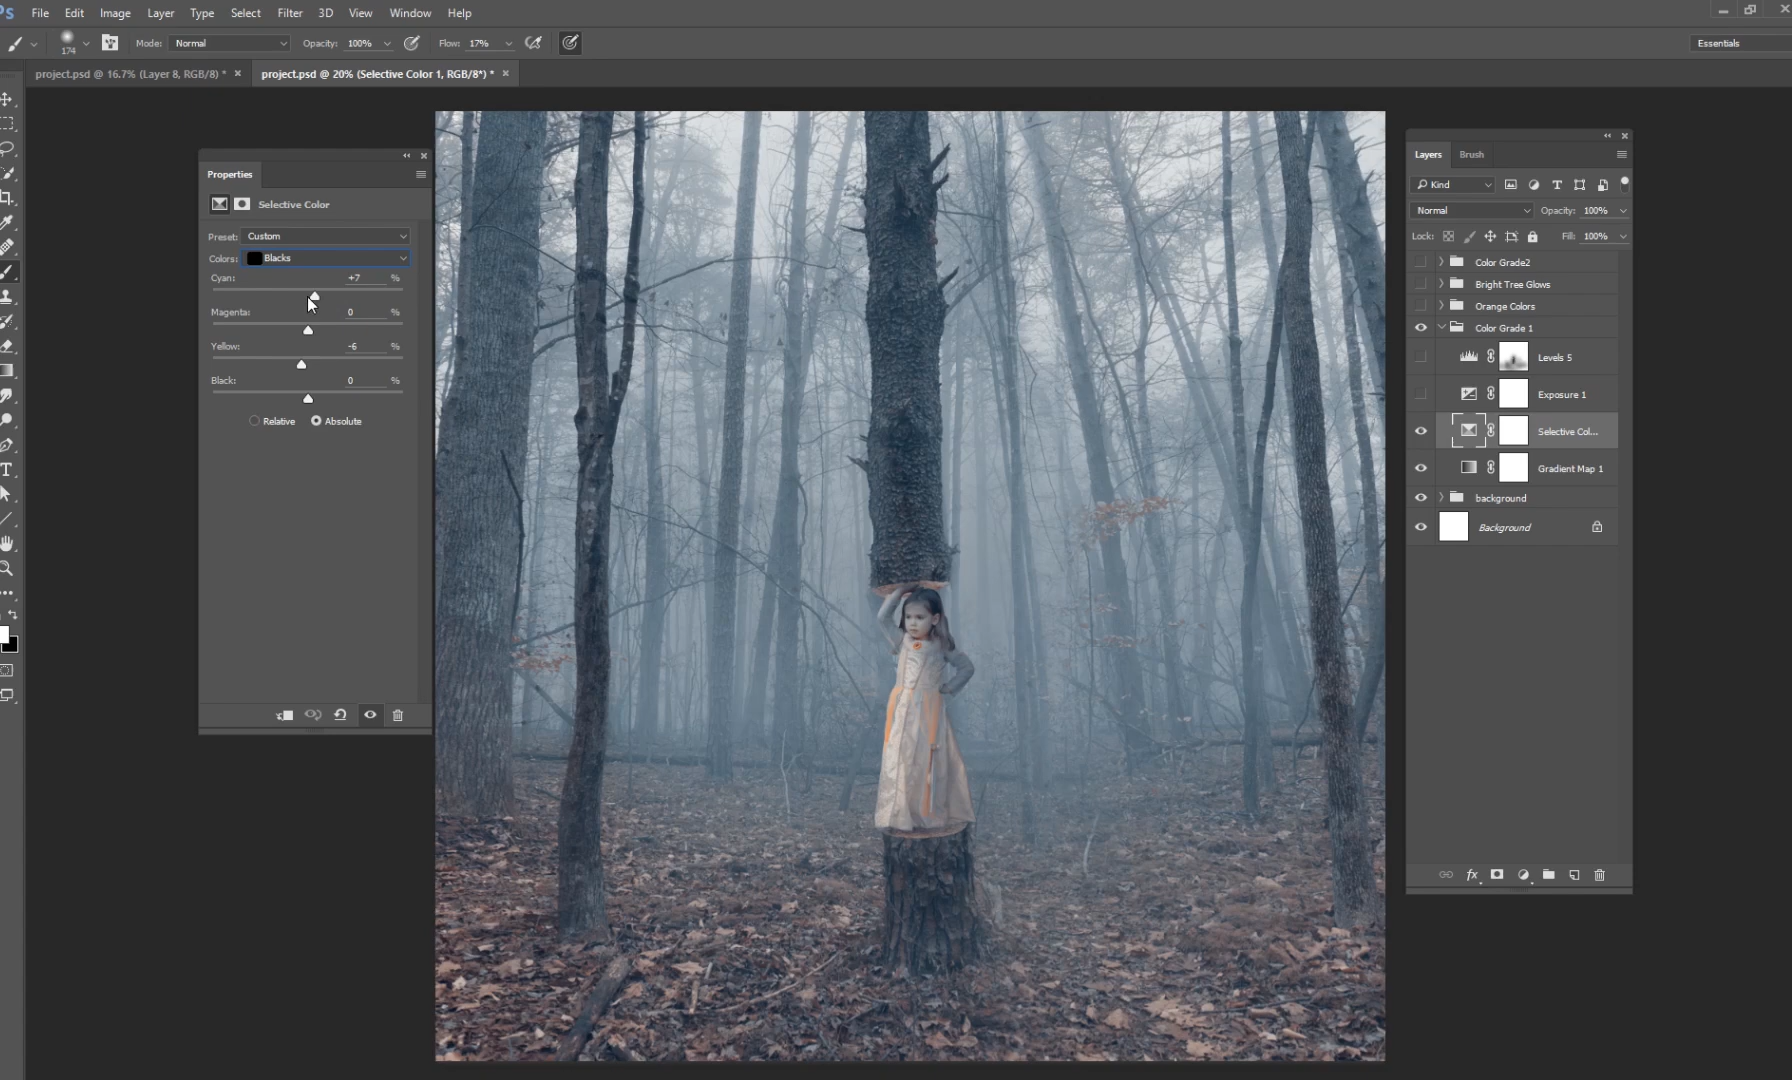 Ps File Edit Image Layer Type Select Filter 3D View Window Help
174 Mode: Normal Opacity: 100% Flow: 17% Essentials
project.psd @ 16.7% (Layer 8, RGB/8) * project.psd @ 20% (Selective Color 1, RGB/8*) *
Properties
Selective Color
Preset: Custom
Colors: Blacks
Cyan: +7 %
Magenta: 0 %
Yellow: -6 %
Black: 0 %
Relative Absolute
Layers Brush
Kind
Normal Opacity: 100%
Lock: Fill: 100%
Color Grade2
Bright Tree Glows
Orange Colors
Color Grade 1
Levels 5
Exposure 1
Selective Col...
Gradient Map 1
background
Background
fx